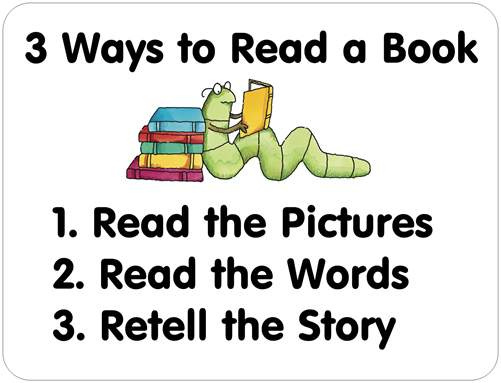 3 Ways to Read a Book
1. Read the Pictures
2. Read the Words
3. Retell the Story